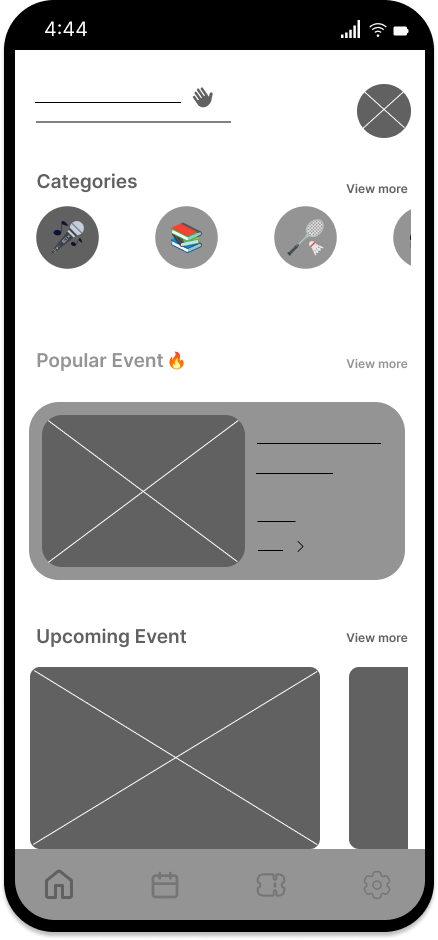 4:44
Categories
View more
Popular Event🔥
View more
Upcoming Event
View more